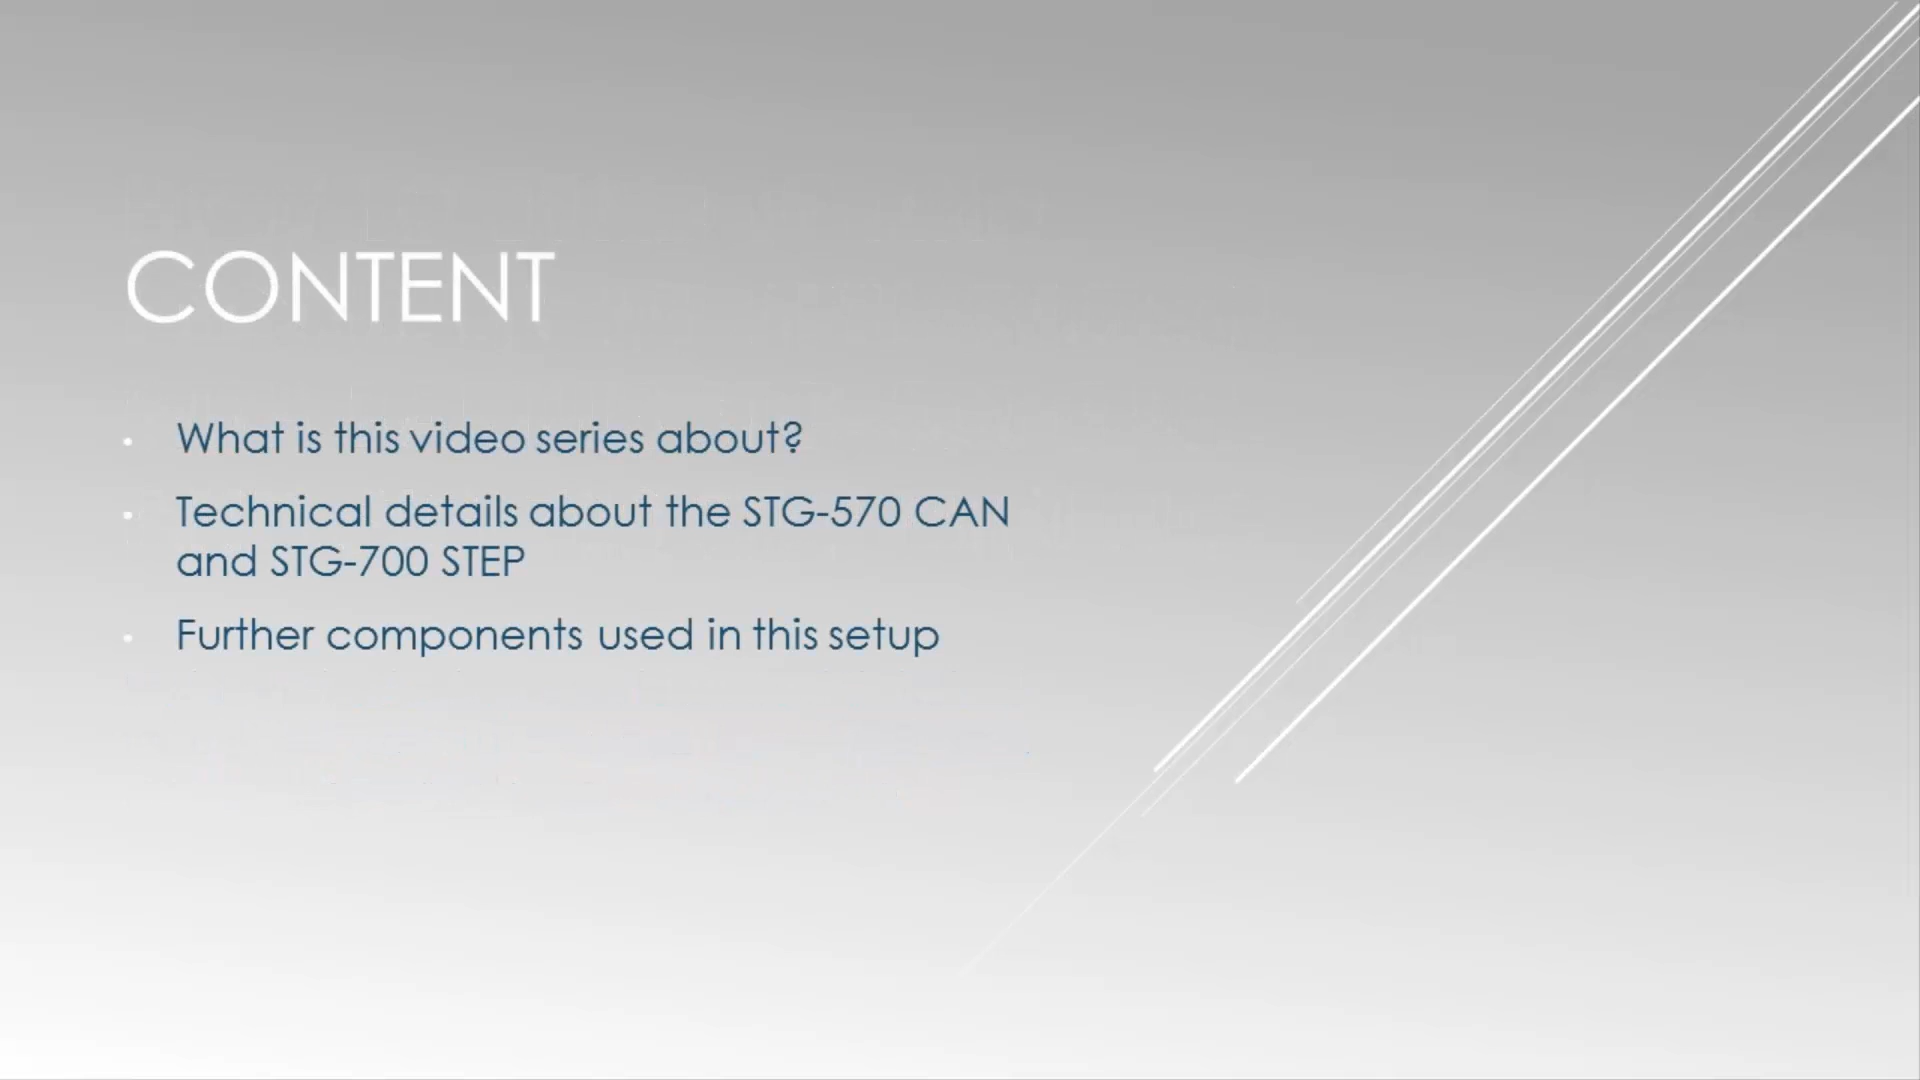 CONTENT
What is this video series about?
Technical details about the STG-570 CAN
and STG-700 STEP
Further components used in this setup